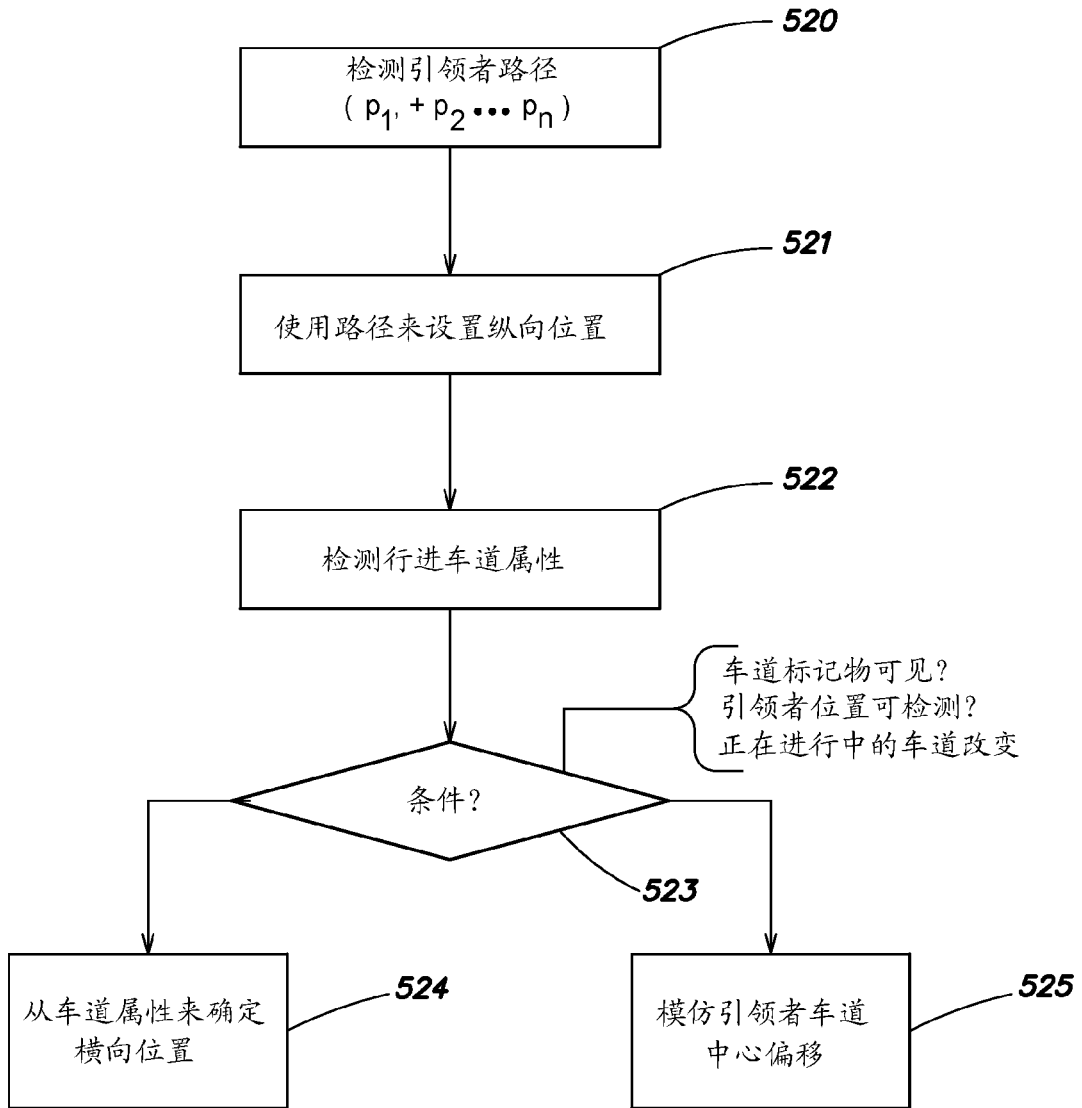 520
检测引领者路径
( p1, + p2 ••• pn )
521
使用路径来设置纵向位置
522
检测行进车道属性
车道标记物可见?
引领者位置可检测?
正在进行中的车道改变
条件?
523
524
从车道属性来确定
横向位置
525
模仿引领者车道
中心偏移